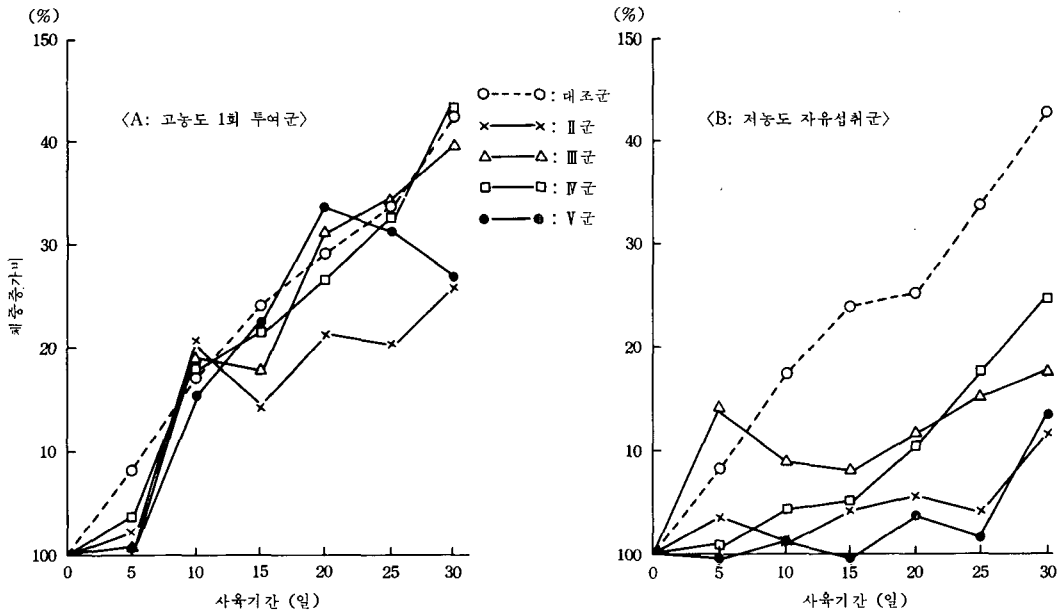 (%)
150
40
30
20
10
100
0 5 10 15 20 25 30
체중증가비
사육기간 (일)
〈A: 고농도 1회 투여군〉
: 대조군
: Ⅱ군
: Ⅲ군
: Ⅳ군
: Ⅴ군
(%)
150
40
30
20
10
100
0 5 10 15 20 25 30
사육기간 (일)
〈B: 저농도 자유섭취군〉